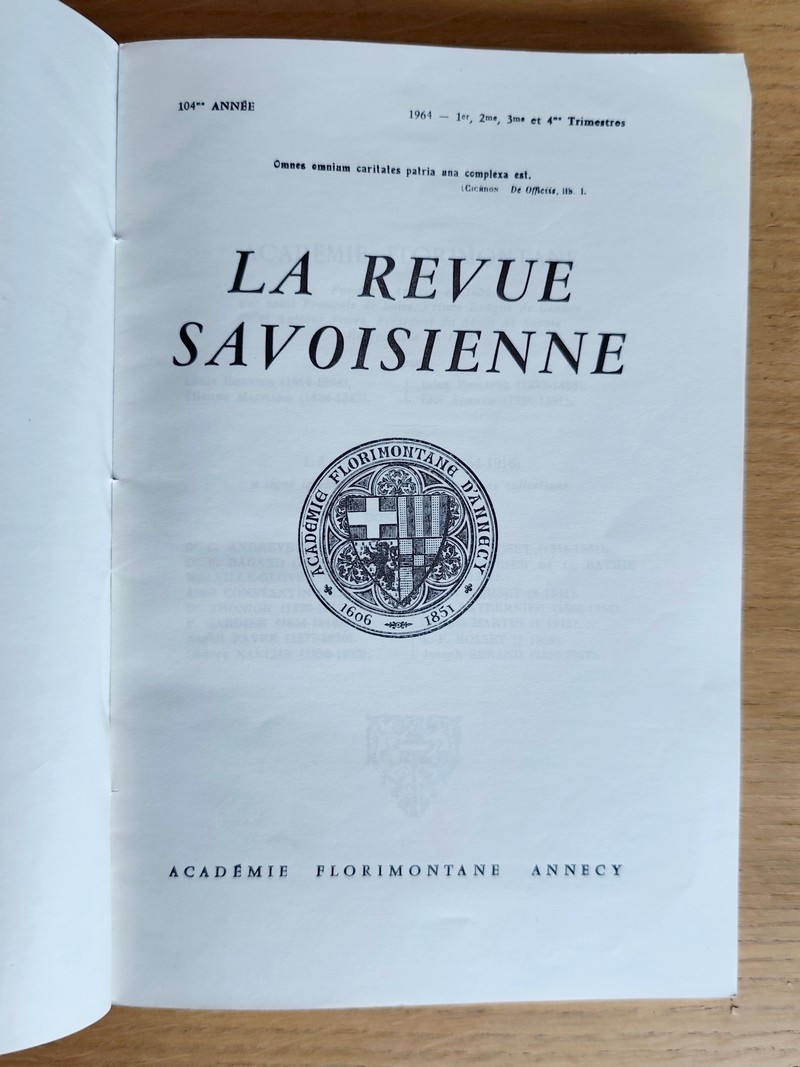 104me ANNÉE
1964 — 1er, 2me, 3me et 4me Trimestres
Omnes omnium caritates patria una complexa est.
(CICÉRON De Officiis, lib. I.
LA REVUE
SAVOISIENNE
ACADÉMIE FLORIMONTANE D'ANNECY
1606 1851
ACADÉMIE FLORIMONTANE ANNECY